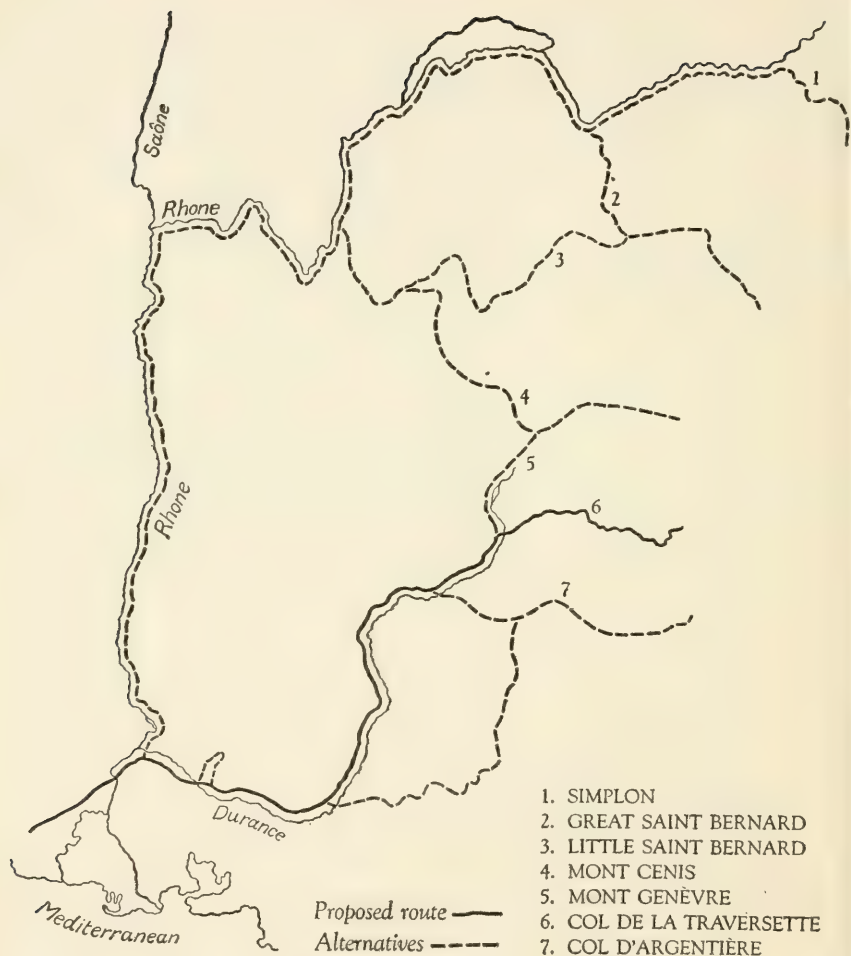 Saône
1
Rhone
2
3
4
5
Rhone
6
7
Durance
Mediterranean
Proposed route
Alternatives
1. SIMPLON
2. GREAT SAINT BERNARD
3. LITTLE SAINT BERNARD
4. MONT CENIS
5. MONT GENÈVRE
6. COL DE LA TRAVERSETTE
7. COL D'ARGENTIÈRE